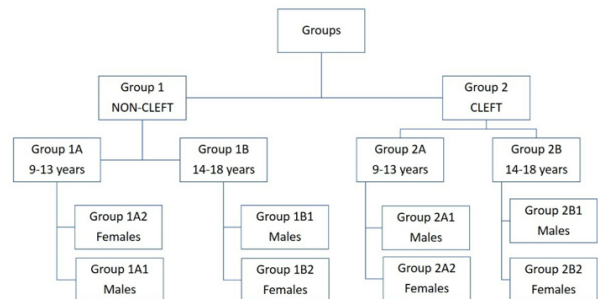 Groups
Group 1
NON-CLEFT
Group 2
CLEFT
Group 1A
9-13 years
Group 1B
14-18 years
Group 2A
9-13 years
Group 2B
14-18 years
Group 1A2
Females
Group 1B1
Males
Group 2A1
Males
Group 2B1
Males
Group 1A1
Males
Group 1B2
Females
Group 2A2
Females
Group 2B2
Females